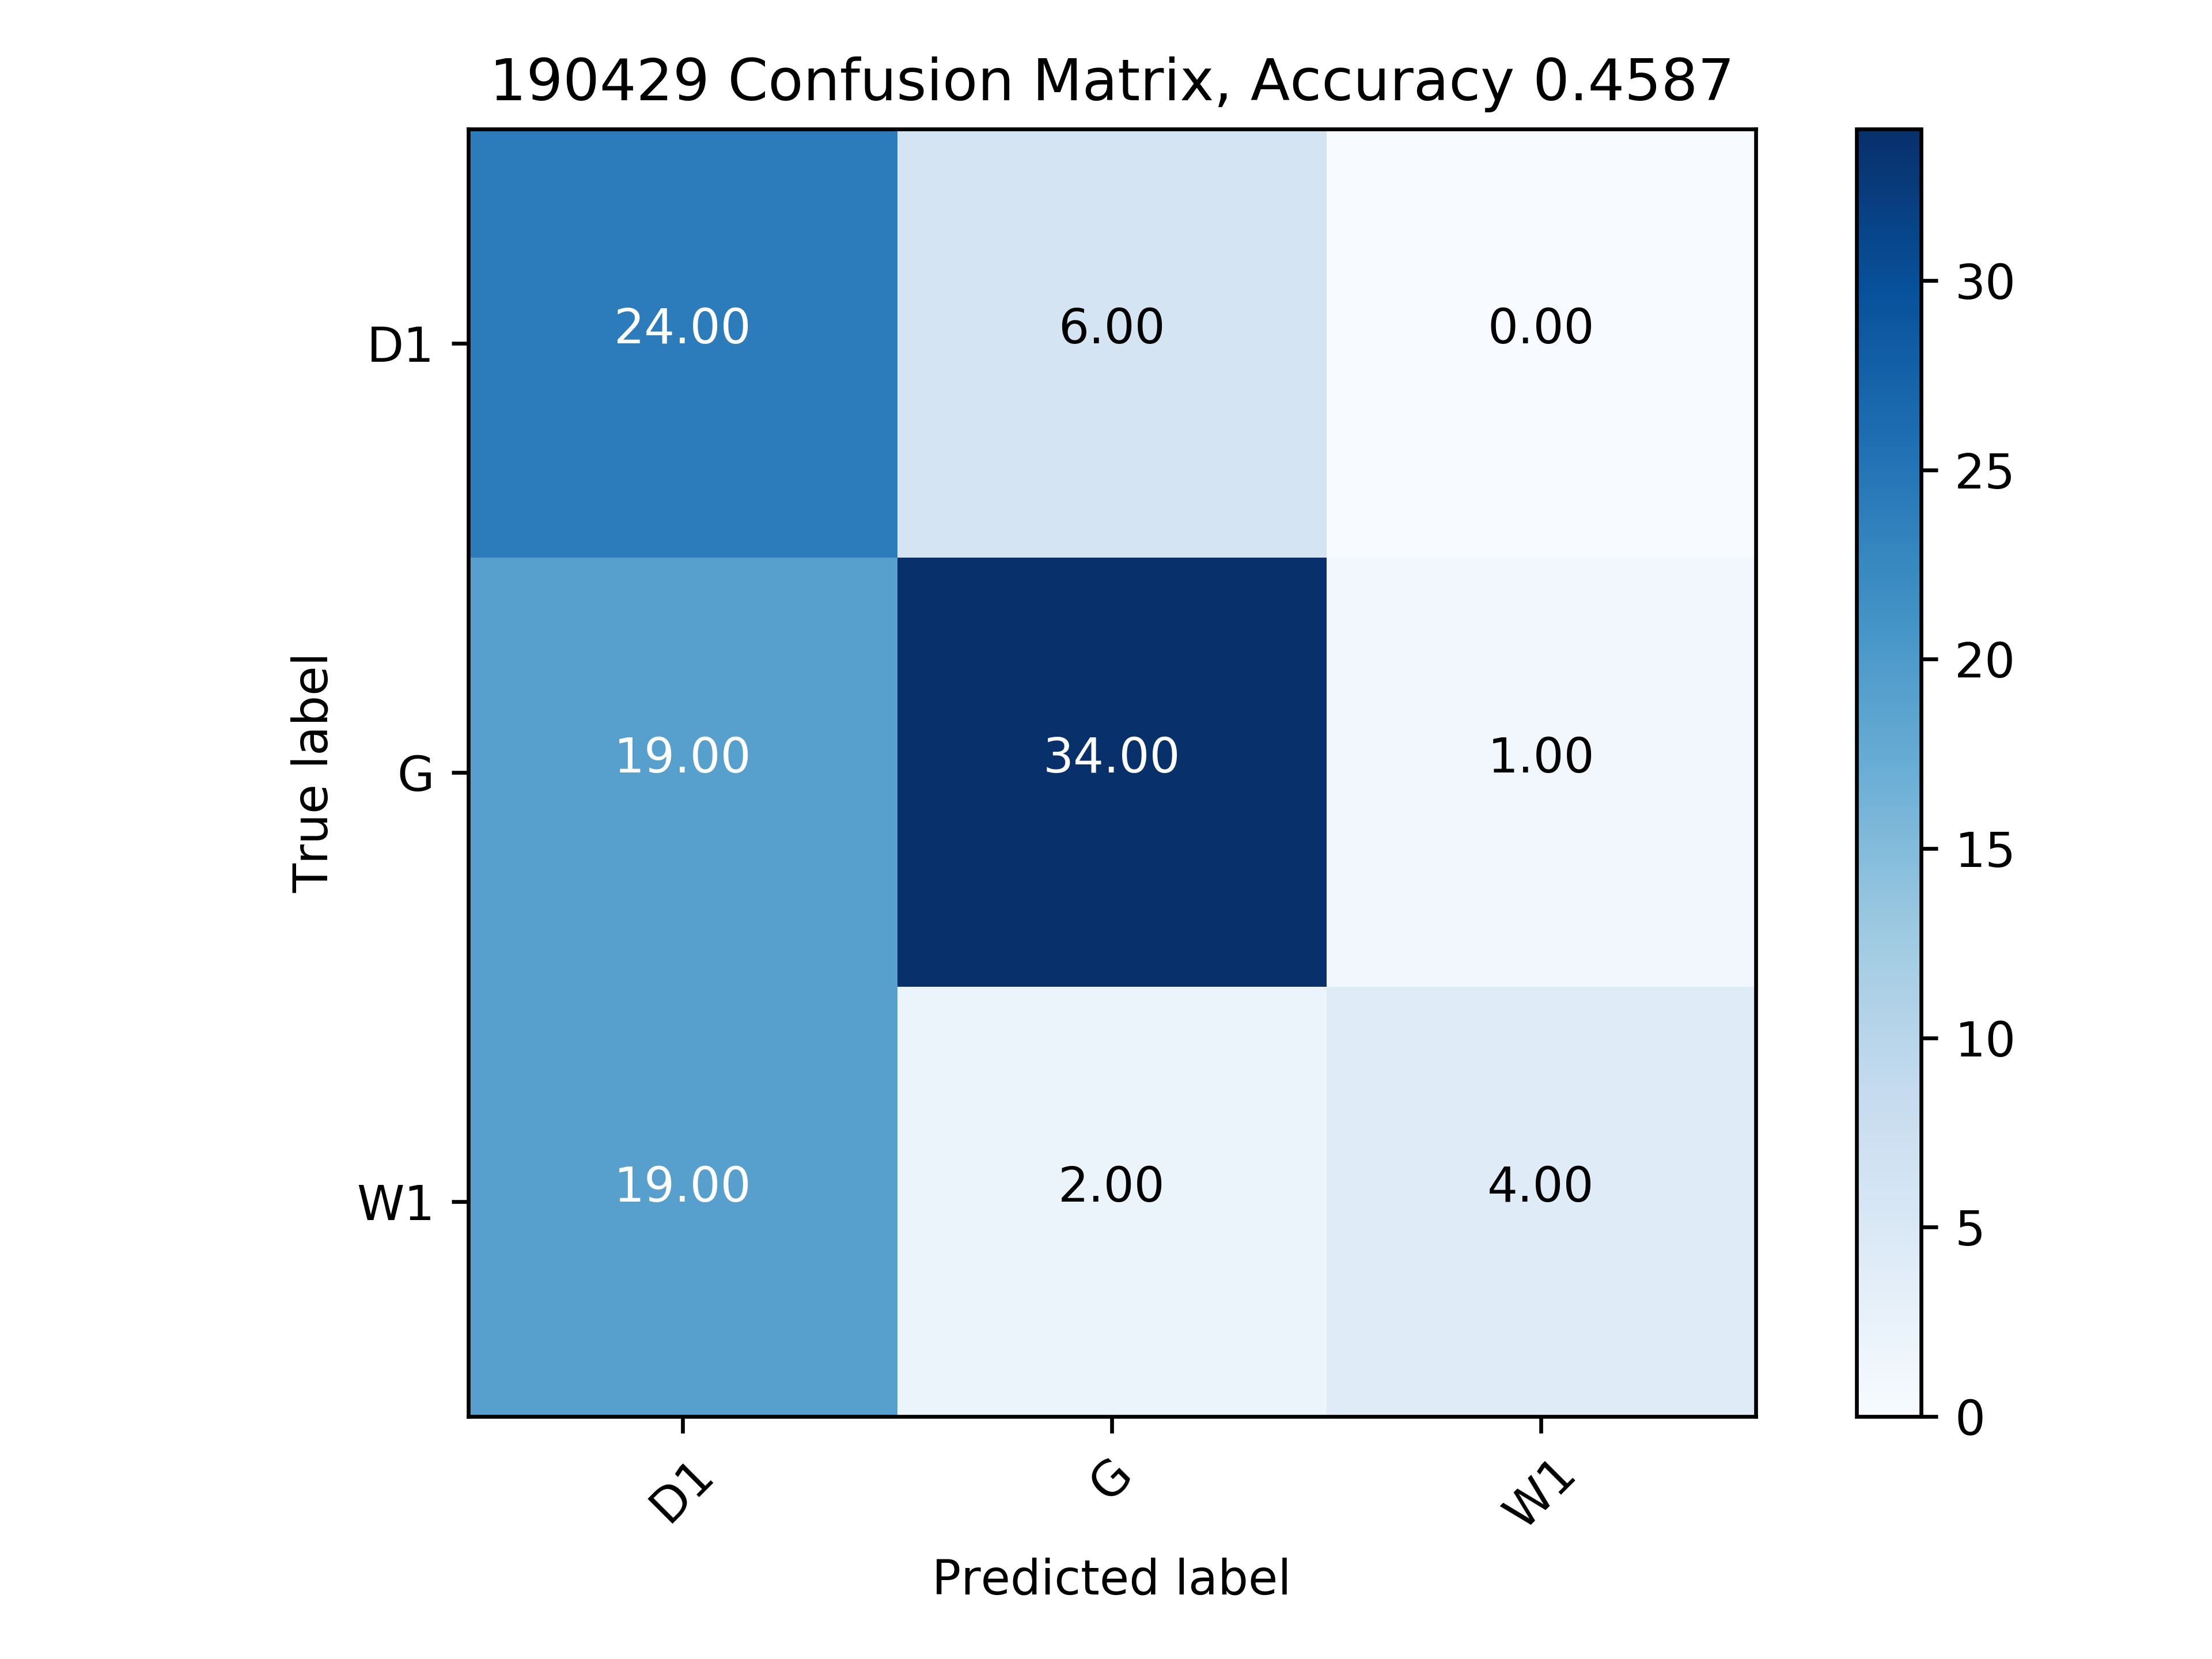 190429 Confusion Matrix, Accuracy 0.4587
24.00 6.00 0.00
D1
19.00 34.00 1.00
G
19.00 2.00 4.00
W1
True label
D1 G W1
Predicted label
30
25
20
15
10
5
0